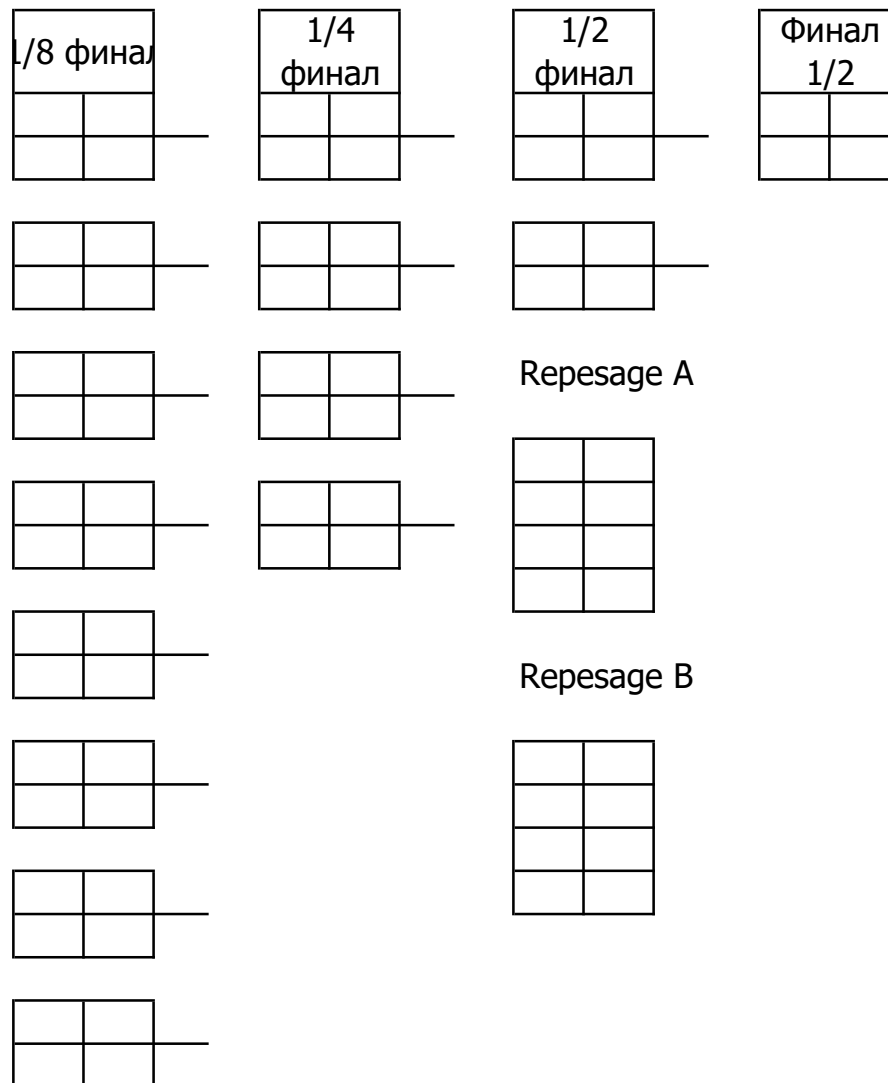 1/8 финал
1/4
финал
1/2
финал
Финал
1/2
Repesage A
Repesage B